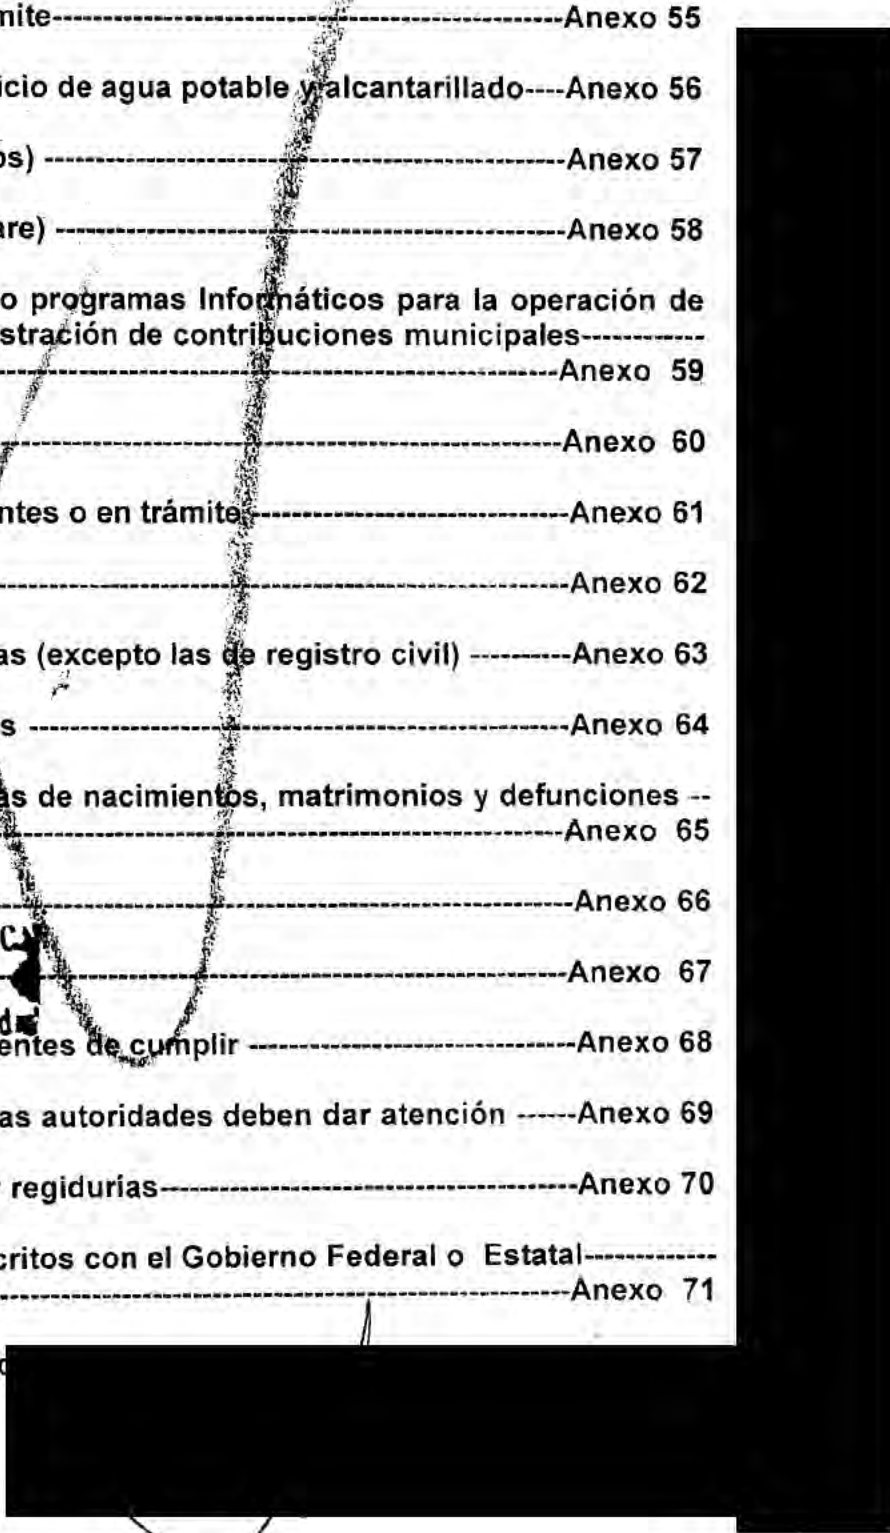 mite------------------------------Anexo 55
icio de agua potable y alcantarillado----Anexo 56
os) ------------------------------Anexo 57
are) ------------------------------Anexo 58
o programas Informáticos para la operación de
stración de contribuciones municipales-----------
------------------------------Anexo 59
------------------------------Anexo 60
ntes o en trámite------------------------------Anexo 61
------------------------------Anexo 62
as (excepto las de registro civil) ----------Anexo 63
s ------------------------------Anexo 64
as de nacimientos, matrimonios y defunciones --
------------------------------Anexo 65
------------------------------Anexo 66
------------------------------Anexo 67
entes de cumplir ------------------------------Anexo 68
as autoridades deben dar atención ------Anexo 69
regidurías------------------------------Anexo 70
critos con el Gobierno Federal o Estatal------------
------------------------------Anexo 71